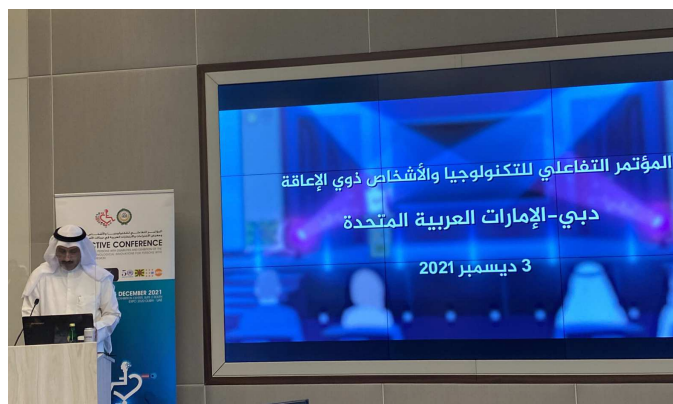 المؤتمر التفاعلي للتكنولوجيا والأشخاص ذوي الإعاقة
دبي-الإمارات العربية المتحدة
3 ديسمبر 2021
CTIVE CONFERENCE
DECEMBER 2021